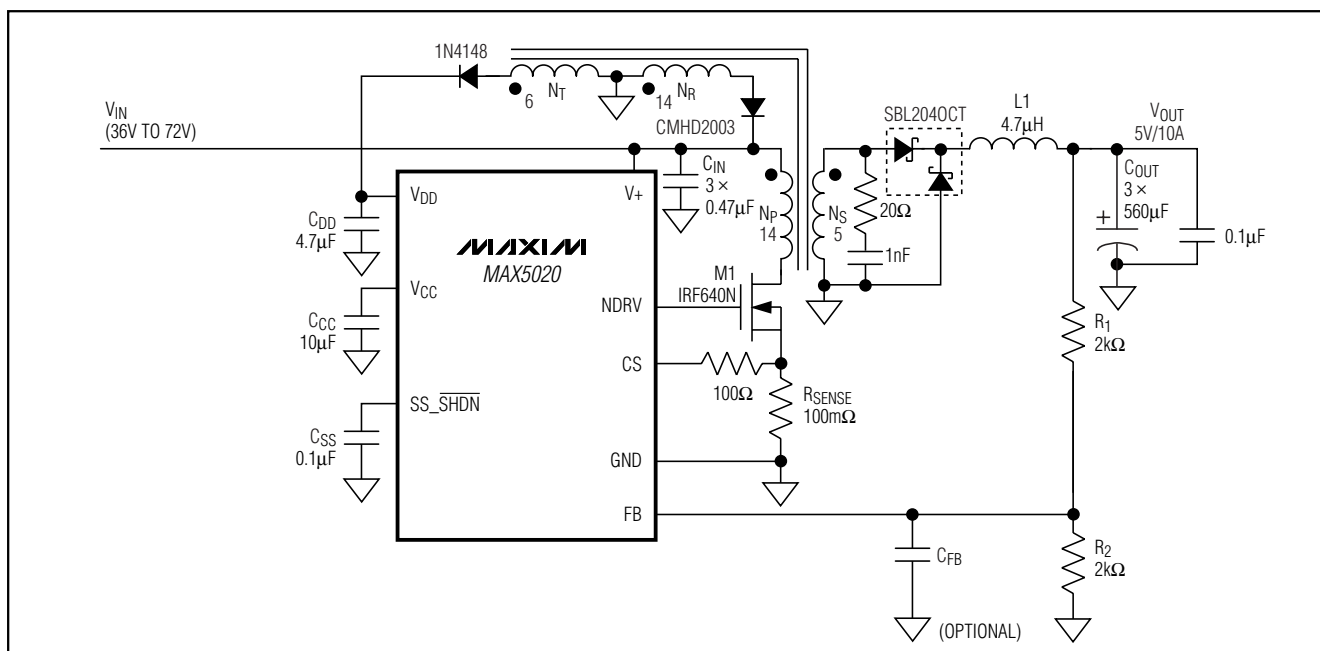 1N4148
6
N_T
14
N_R
V_IN
(36V TO 72V)
CMHD2003
SBL204OCT
L1
4.7µH
V_OUT
5V/10A
V_DD
V+
C_IN
3 ×
0.47µF
N_P
14
N_S
5
20Ω
1nF
C_OUT
3 ×
560µF
0.1µF
C_DD
4.7µF
MAXIM
MAX5020
V_CC
C_CC
10µF
NDRV
M1
IRF640N
CS
100Ω
R_SENSE
100mΩ
R_1
2kΩ
SS_S̅H̅D̅N̅
C_SS
0.1µF
GND
FB
C_FB
(OPTIONAL)
R_2
2kΩ